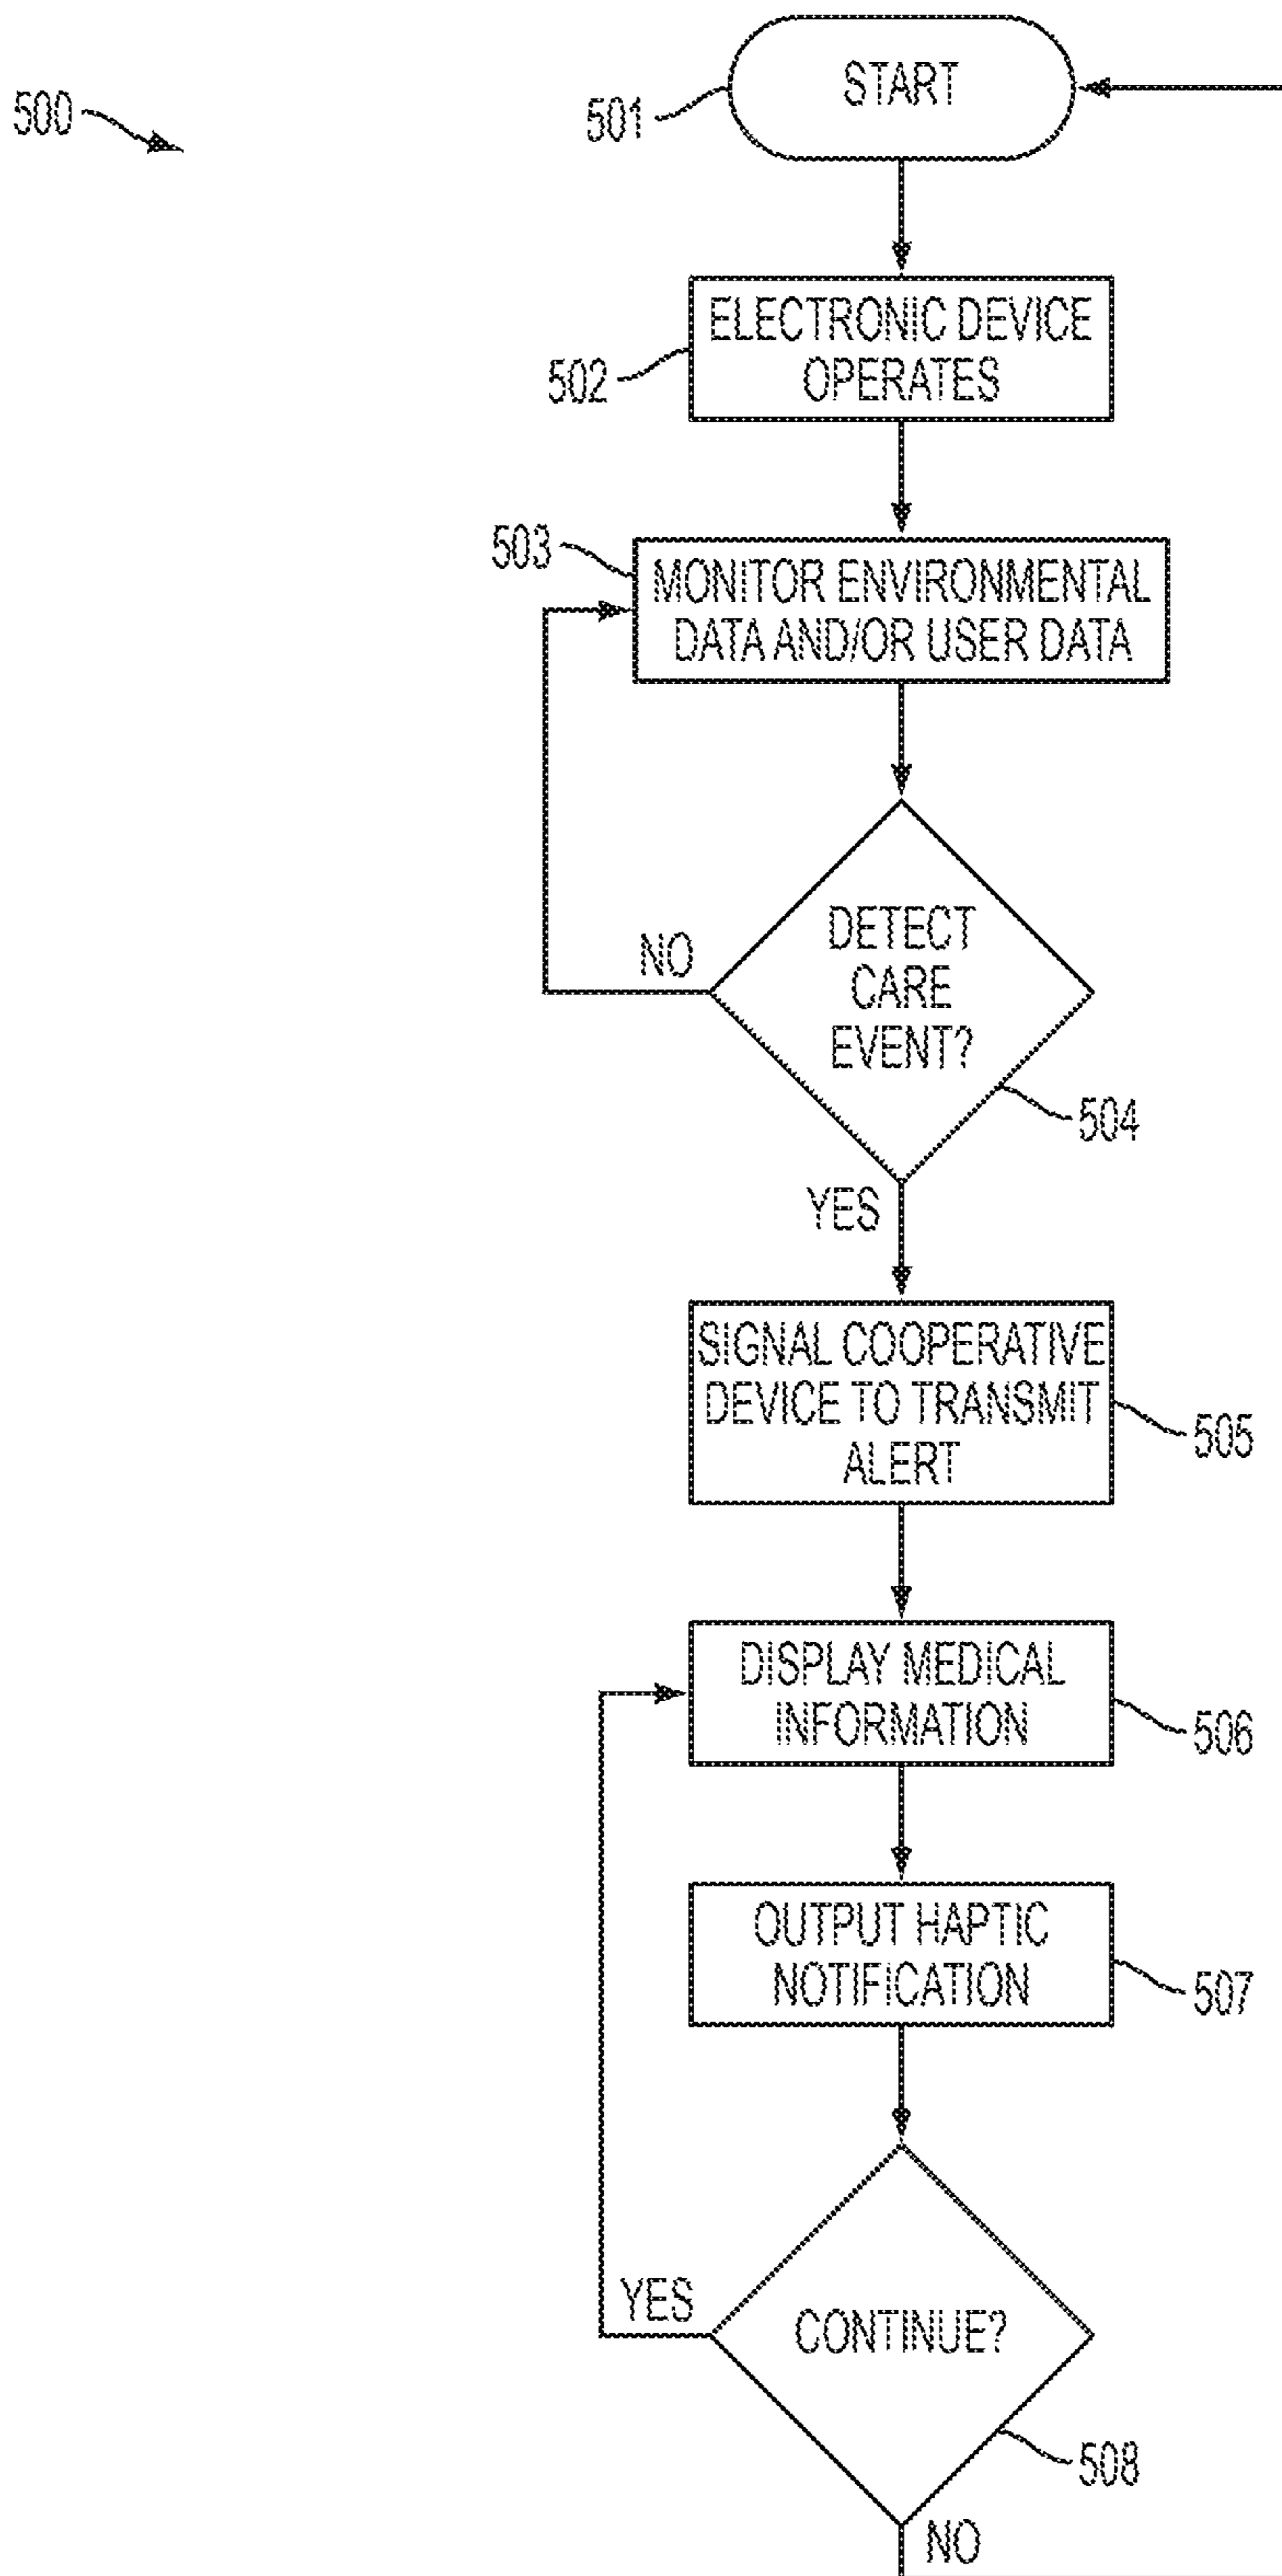 500
501
START
502
ELECTRONIC DEVICE
OPERATES
503
MONITOR ENVIRONMENTAL
DATA AND/OR USER DATA
NO
DETECT
CARE
EVENT?
504
YES
SIGNAL COOPERATIVE
DEVICE TO TRANSMIT
ALERT
505
DISPLAY MEDICAL
INFORMATION
506
OUTPUT HAPTIC
NOTIFICATION
507
YES
CONTINUE?
508
NO